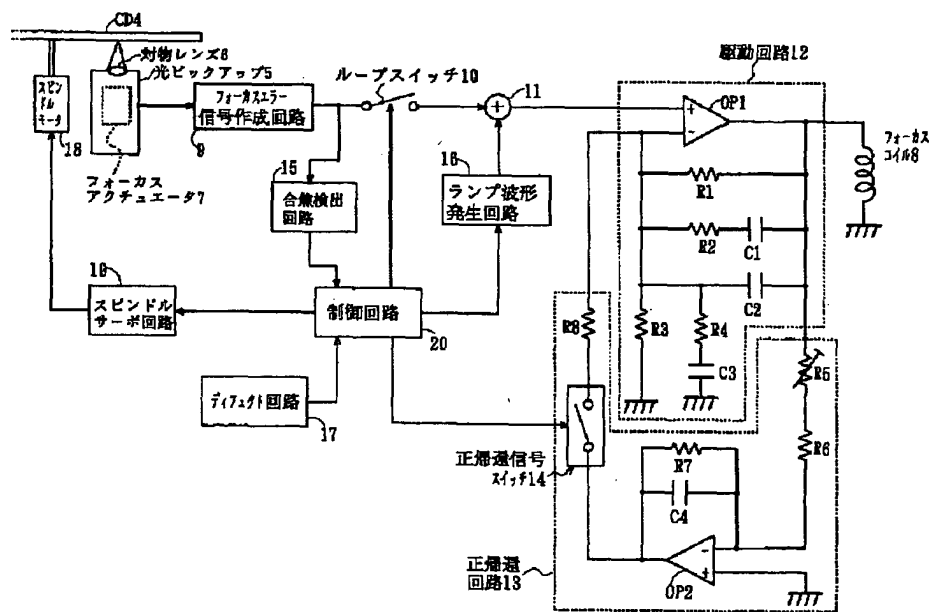 CD4
対物レンズ6
光ピックアップ5
スピン
ドル
モータ
18
フォーカスエラー
信号作成回路
9
ループスイッチ10
11
駆動回路12
OP1
フォーカス
コイル8
フォーカス
アクチュエータ7
15
合焦検出
回路
16
ランプ波形
発生回路
R1
R2
C1
C2
R3
R4
C3
19
スピンドル
サーボ回路
制御回路
20
R8
R5
R6
ディフェクト回路
17
正帰還信号
スイッチ14
R7
C4
OP2
正帰還
回路13